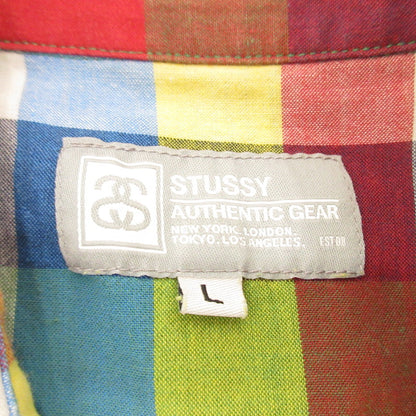 STUSSY
AUTHENTIC GEAR
NEW YORK. LONDON.
TOKYO. LOS ANGELES. EST 80
L